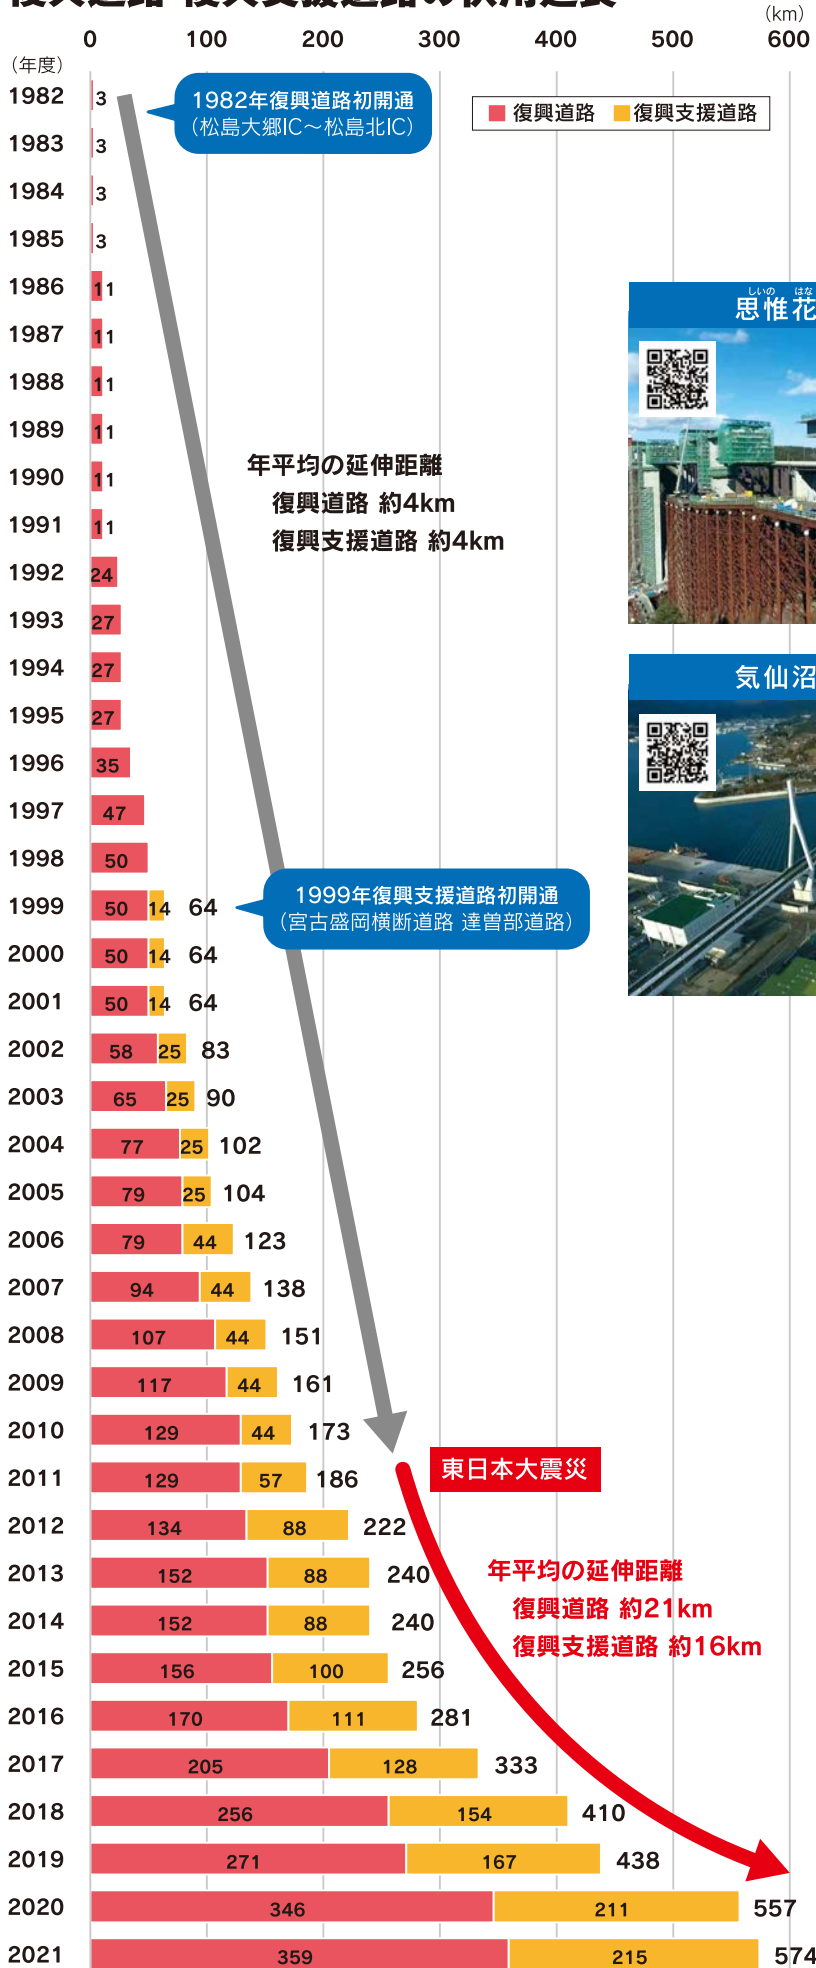 (km)
0 100 200 300 400 500 600
(年度)
1982 3
1982年復興道路初開通
(松島大郷IC〜松島北IC)
復興道路 復興支援道路
1983 3
1984 3
1985 3
1986 11
しいの はな
思惟花
1987 11
1988 11
1989 11
年平均の延伸距離
復興道路 約4km
復興支援道路 約4km
1990 11
1991 11
1992 24
1993 27
1994 27
気仙沼
1995 27
1996 35
1997 47
1998 50
1999 50 14 64
1999年復興支援道路初開通
(宮古盛岡横断道路 達曽部道路)
2000 50 14 64
2001 50 14 64
2002 58 25 83
2003 65 25 90
2004 77 25 102
2005 79 25 104
2006 79 44 123
2007 94 44 138
2008 107 44 151
2009 117 44 161
2010 129 44 173
東日本大震災
2011 129 57 186
2012 134 88 222
2013 152 88 240
年平均の延伸距離
復興道路 約21km
復興支援道路 約16km
2014 152 88 240
2015 156 100 256
2016 170 111 281
2017 205 128 333
2018 256 154 410
2019 271 167 438
2020 346 211 557
2021 359 215 574